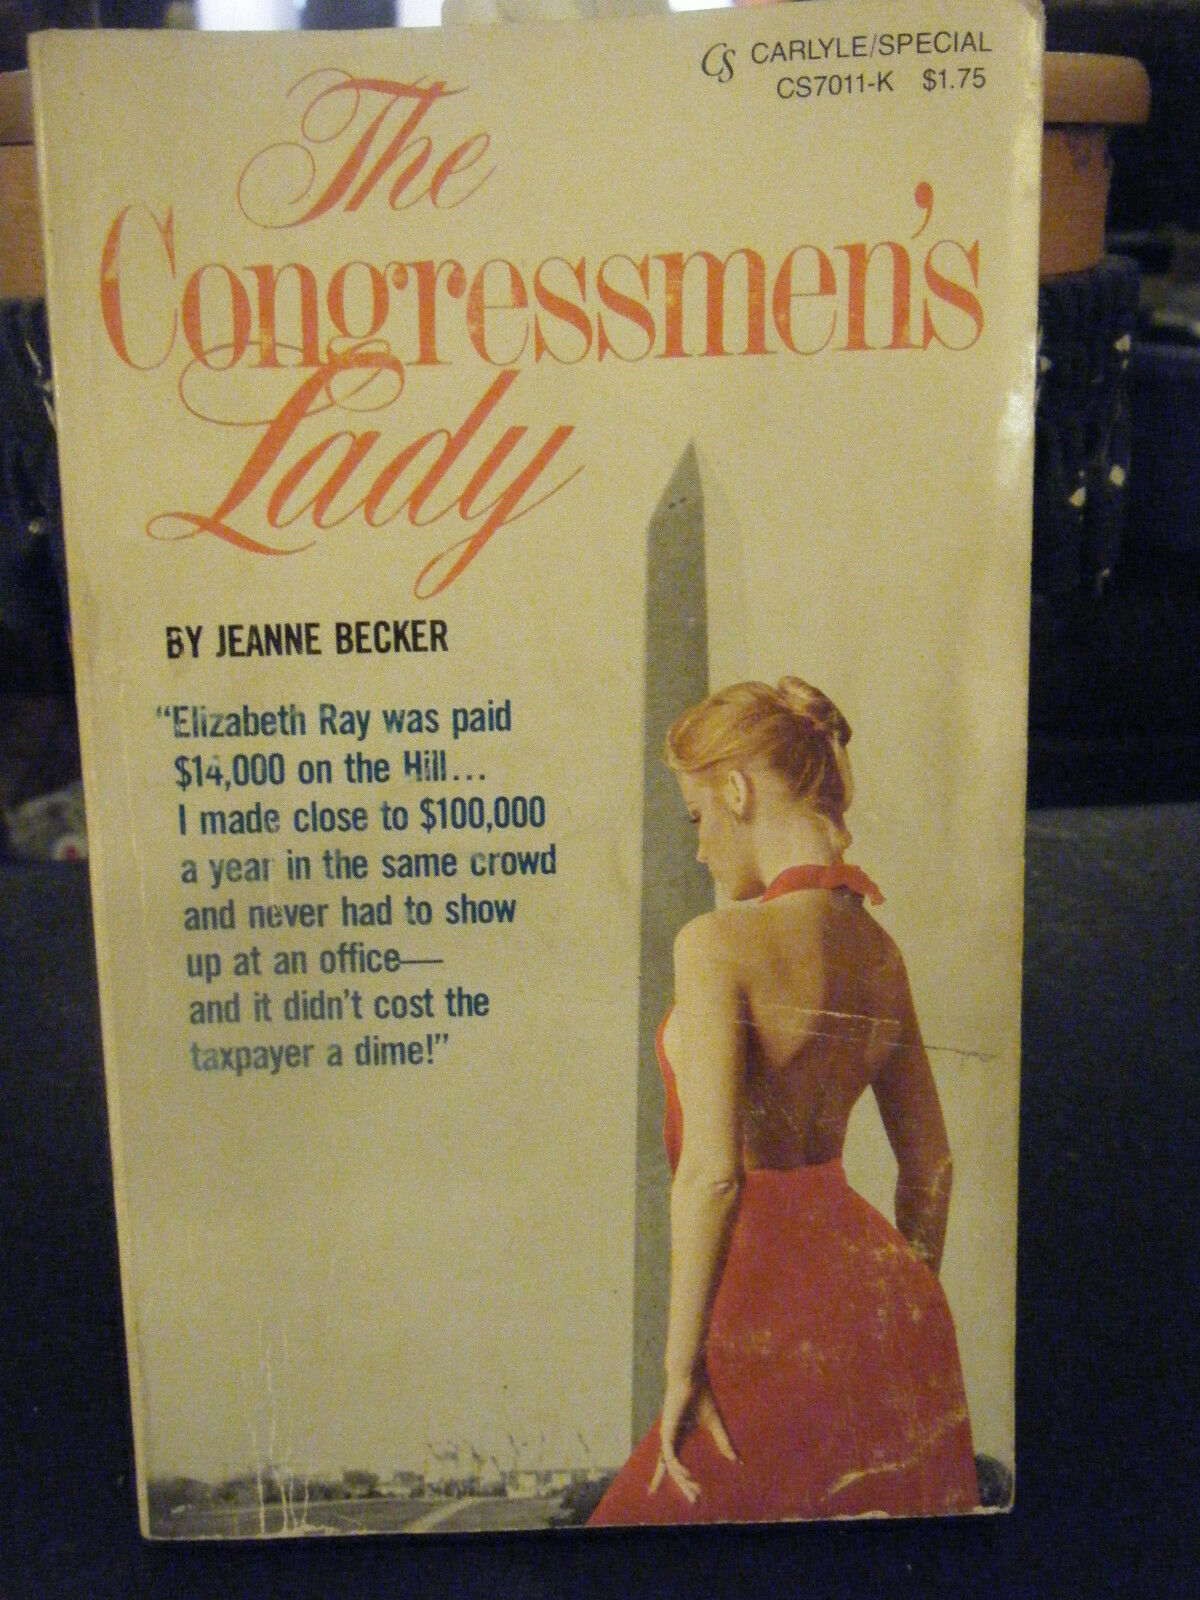 CS CARLYLE/SPECIAL
CS7011-K $1.75
The
Congressmen's
Lady
BY JEANNE BECKER
"Elizabeth Ray was paid
$14,000 on the Hill...
I made close to $100,000
a year in the same crowd
and never had to show
up at an office—
and it didn't cost the
taxpayer a dime!"